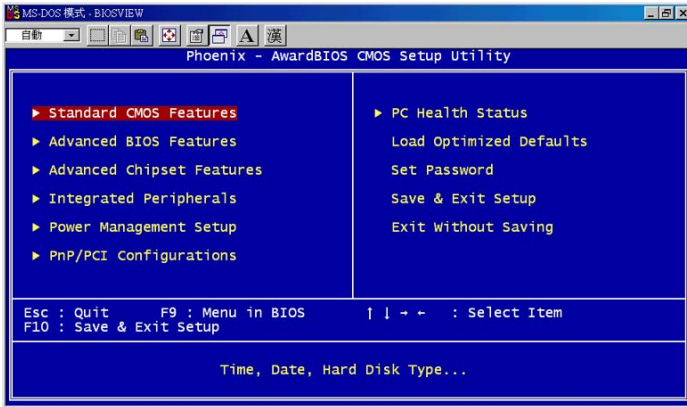 MS-DOS 模式 - BIOSVIEW
自動
A 漢
Phoenix - AwardBIOS CMOS Setup Utility
▶ Standard CMOS Features
▶ Advanced BIOS Features
▶ Advanced Chipset Features
▶ Integrated Peripherals
▶ Power Management Setup
▶ PnP/PCI Configurations
▶ PC Health Status
Load Optimized Defaults
Set Password
Save & Exit Setup
Exit Without Saving
Esc : Quit F9 : Menu in BIOS ↑ ↓ → ← : Select Item
F10 : Save & Exit Setup
Time, Date, Hard Disk Type...